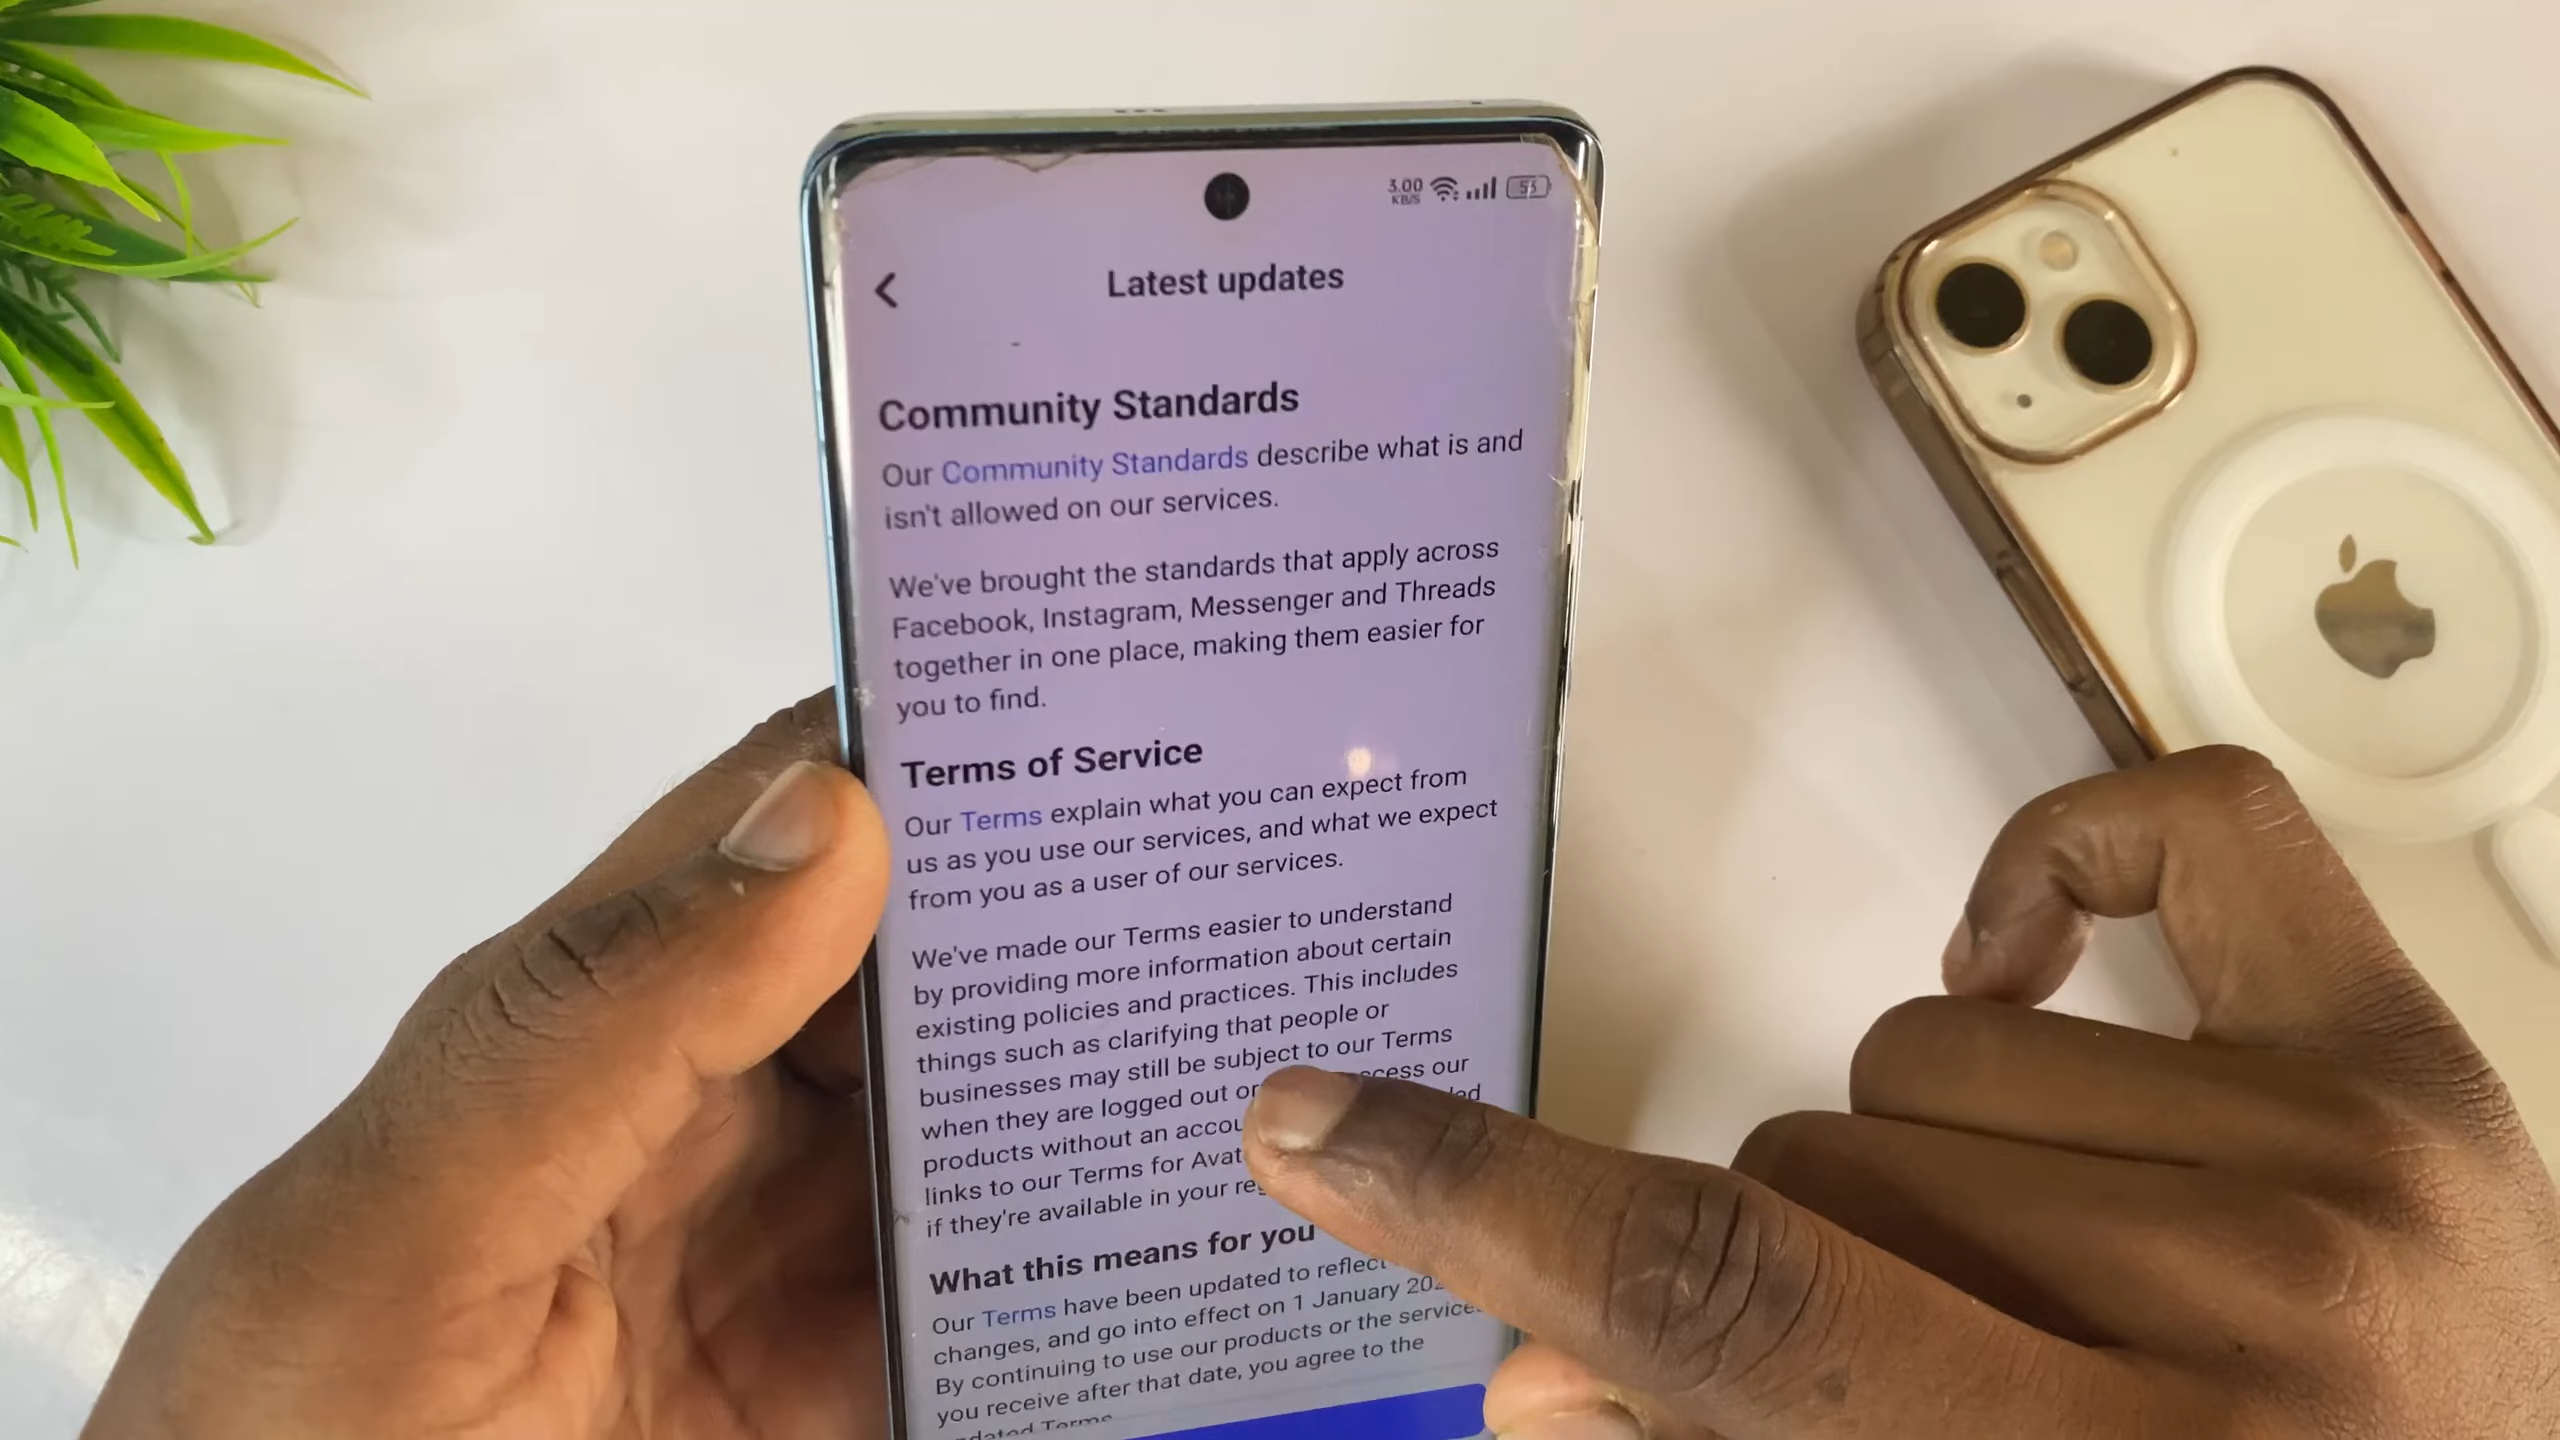 3.00
KB/S
53
Latest updates
Community Standards
Our Community Standards describe what is and
isn't allowed on our services.
We've brought the standards that apply across
Facebook, Instagram, Messenger and Threads
together in one place, making them easier for
you to find.
Terms of Service
Our Terms explain what you can expect from
us as you use our services, and what we expect
from you as a user of our services.
We've made our Terms easier to understand
by providing more information about certain
existing policies and practices. This includes
things such as clarifying that people or
businesses may still be subject to our Terms
when they are logged out or our
products without an
links to our Terms for
if they're available in your
What this means for you
Our Terms have been updated to reflect
changes, and go into effect on 1 January
By continuing to use our products or the
you receive after that date, you agree to the
Terms